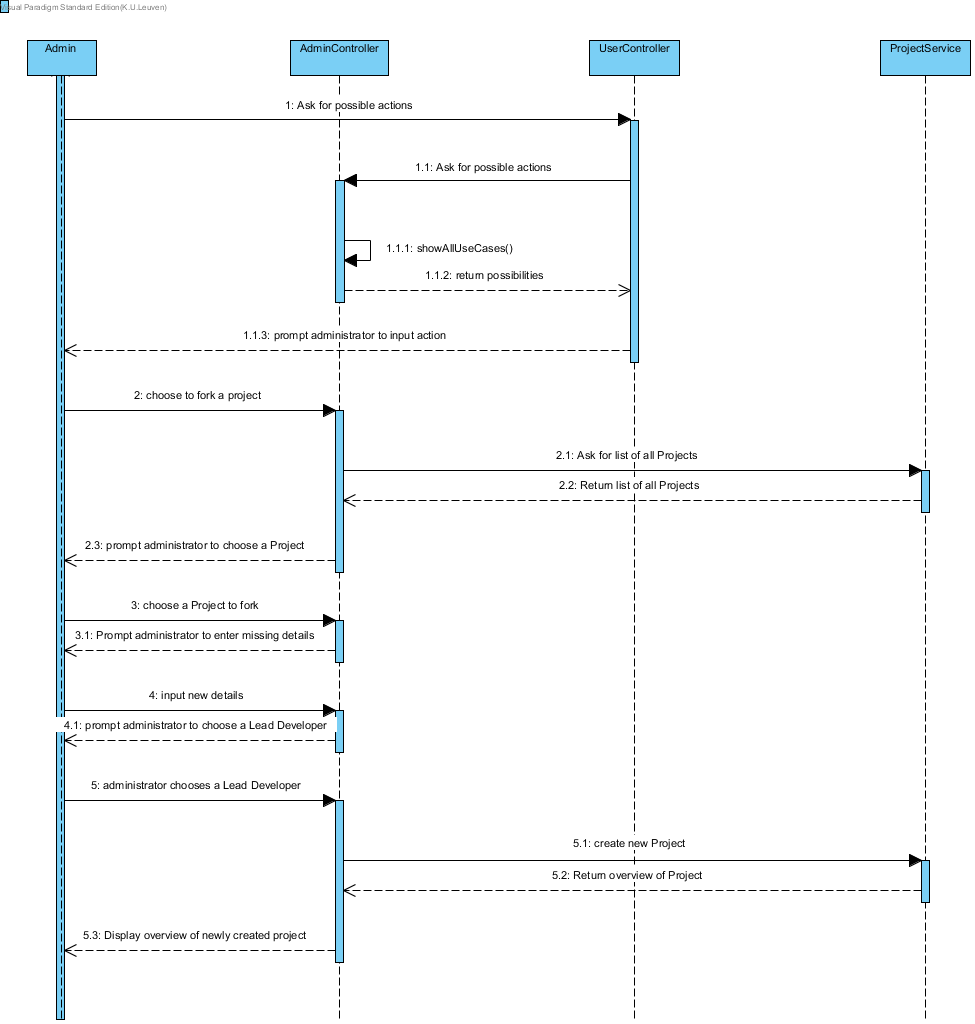 Visual Paradigm Standard Edition(K.U.Leuven)
Admin
AdminController
UserController
ProjectService
1: Ask for possible actions
1.1: Ask for possible actions
1.1.1: showAllUseCases()
1.1.2: return possibilities
1.1.3: prompt administrator to input action
2: choose to fork a project
2.1: Ask for list of all Projects
2.2: Return list of all Projects
2.3: prompt administrator to choose a Project
3: choose a Project to fork
3.1: Prompt administrator to enter missing details
4: input new details
4.1: prompt administrator to choose a Lead Developer
5: administrator chooses a Lead Developer
5.1: create new Project
5.2: Return overview of Project
5.3: Display overview of newly created project